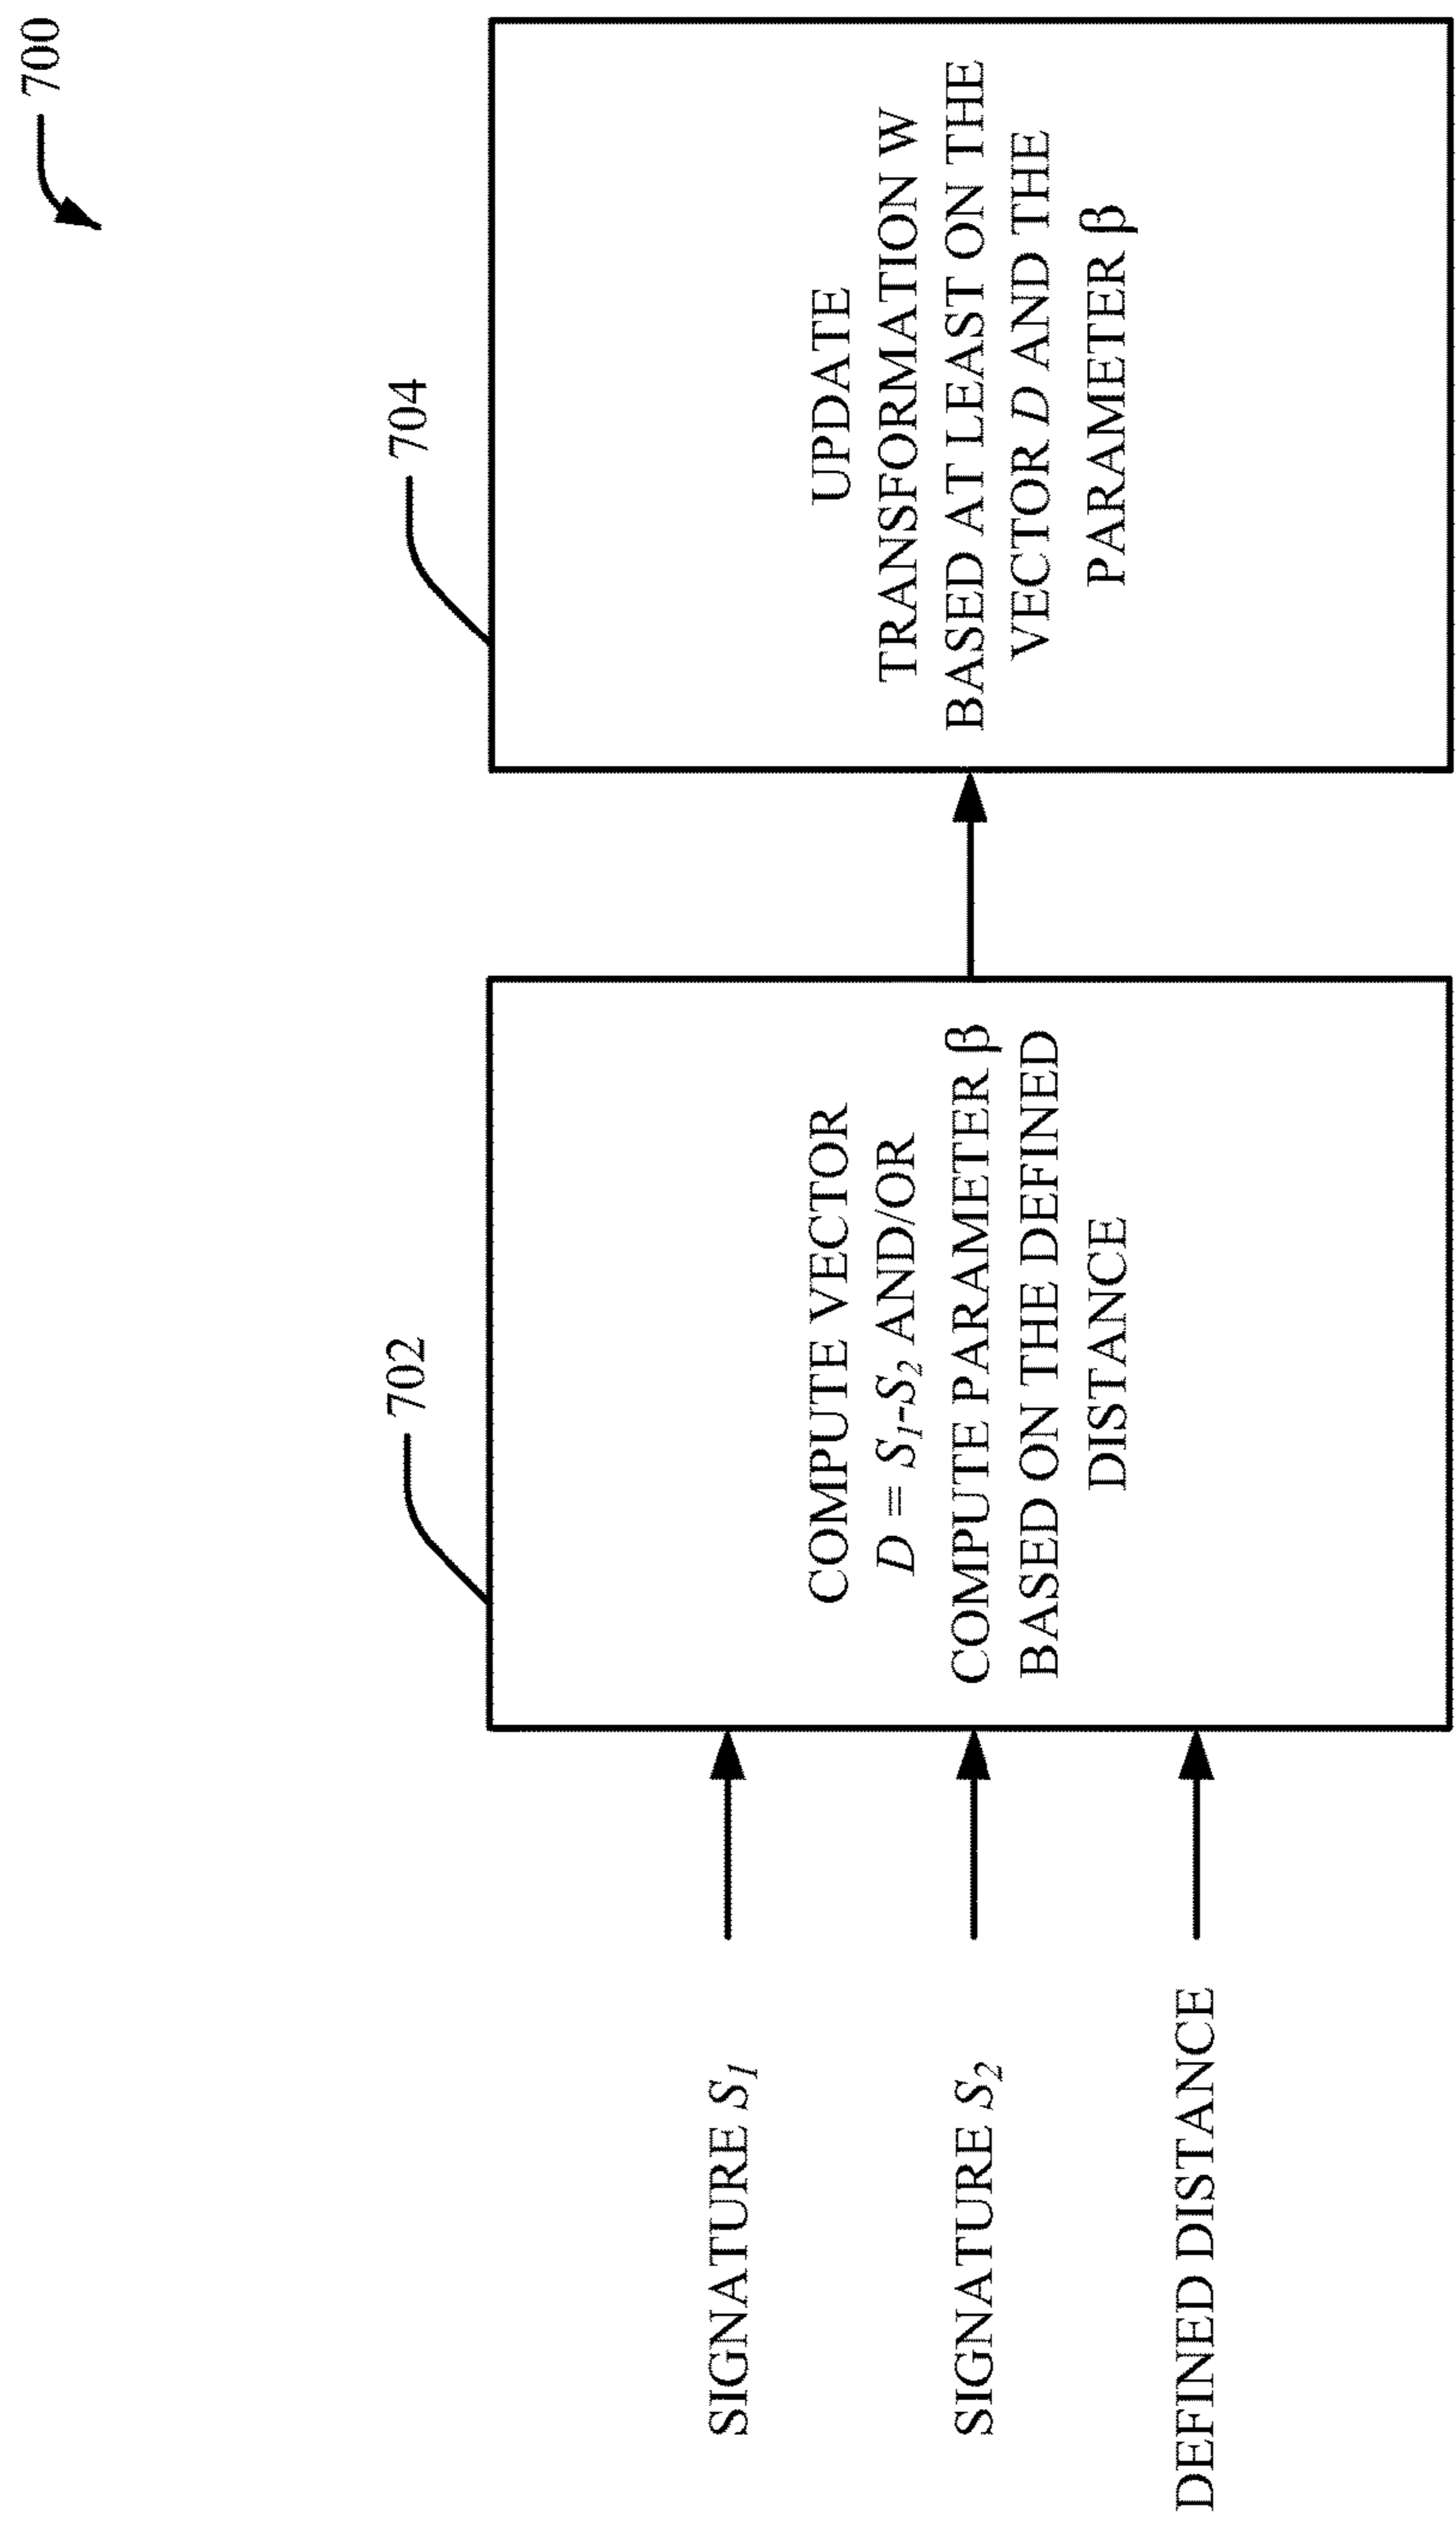 700
702
704
SIGNATURE S₁
SIGNATURE S₂
DEFINED DISTANCE
COMPUTE VECTOR
D = S₁-S₂ AND/OR
COMPUTE PARAMETER β
BASED ON THE DEFINED
DISTANCE
UPDATE
TRANSFORMATION W
BASED AT LEAST ON THE
VECTOR D AND THE
PARAMETER β